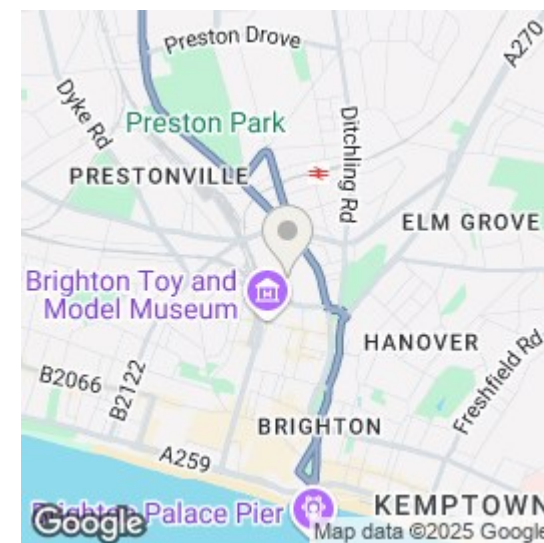 Preston Drove
A270
Dyke Rd
Preston Park
Ditchling Rd
PRESTONVILLE
ELM GROVE
Brighton Toy and
Model Museum
HANOVER
Freshfield Rd
B2066
B2122
BRIGHTON
A259
Brighton Palace Pier
KEMPTOWN
Google
Map data ©2025 Google